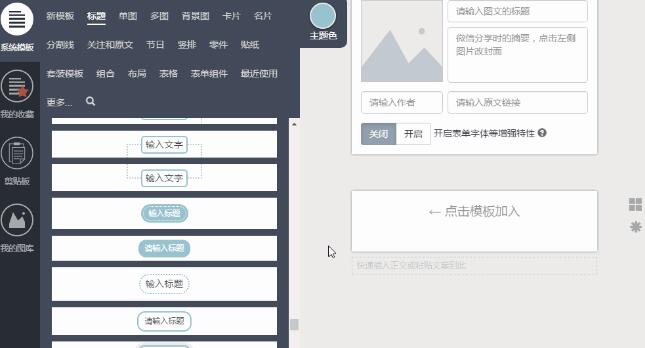 系统模板
我的收藏
剪贴板
我的图库
新模板 标题 单图 多图 背景图 卡片 名片
分割线 关注和原文 节日 竖排 零件 贴纸
套装模板 组合 布局 表格 表单组件 最近使用
更多...
输入文字
输入文字
输入标题
请输入标题
输入标题
请输入标题
主题色
请输入图文的标题
微信分享时的摘要，点击左侧
图片改封面
请输入作者 请输入原文链接
关闭 开启 开启表单字体等增强特性
← 点击模板加入
快速插入正文或粘贴文章到此